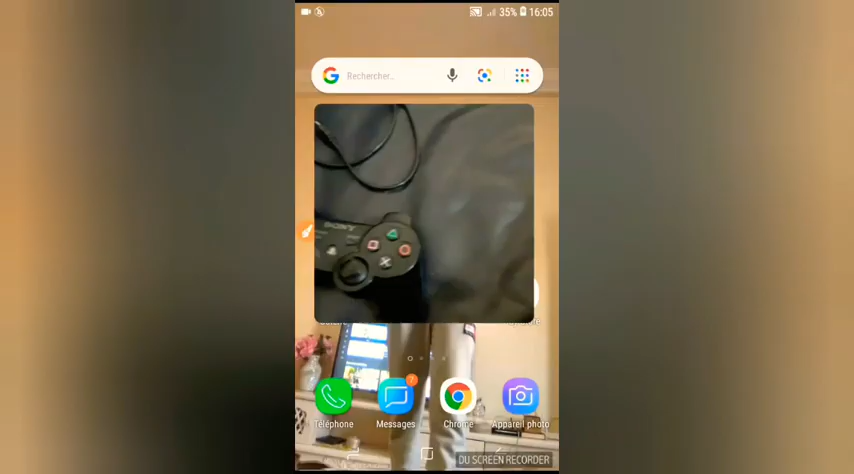 35% 16:05
G Rechercher...
SONY
7
Téléphone Messages Chrome Appareil photo
DU SCREEN RECORDER